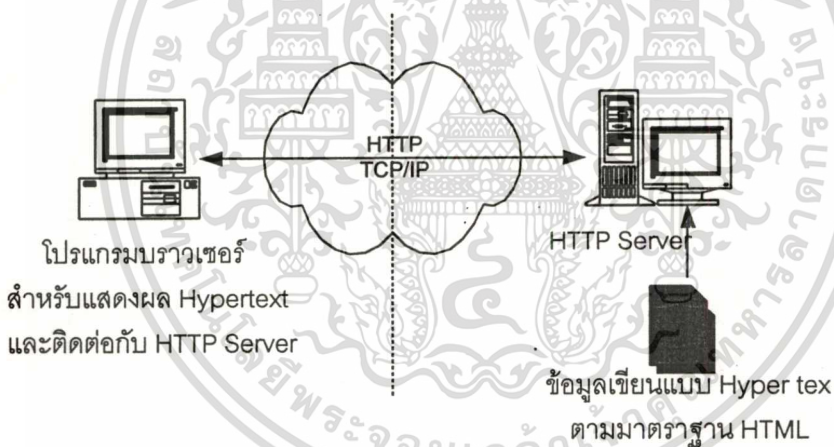 HTTP
TCP/IP
โปรแกรมบราวเซอร์
สำหรับแสดงผล Hypertext
และติดต่อกับ HTTP Server
HTTP Server
ข้อมูลเขียนแบบ Hyper tex
ตามมาตราฐาน HTML